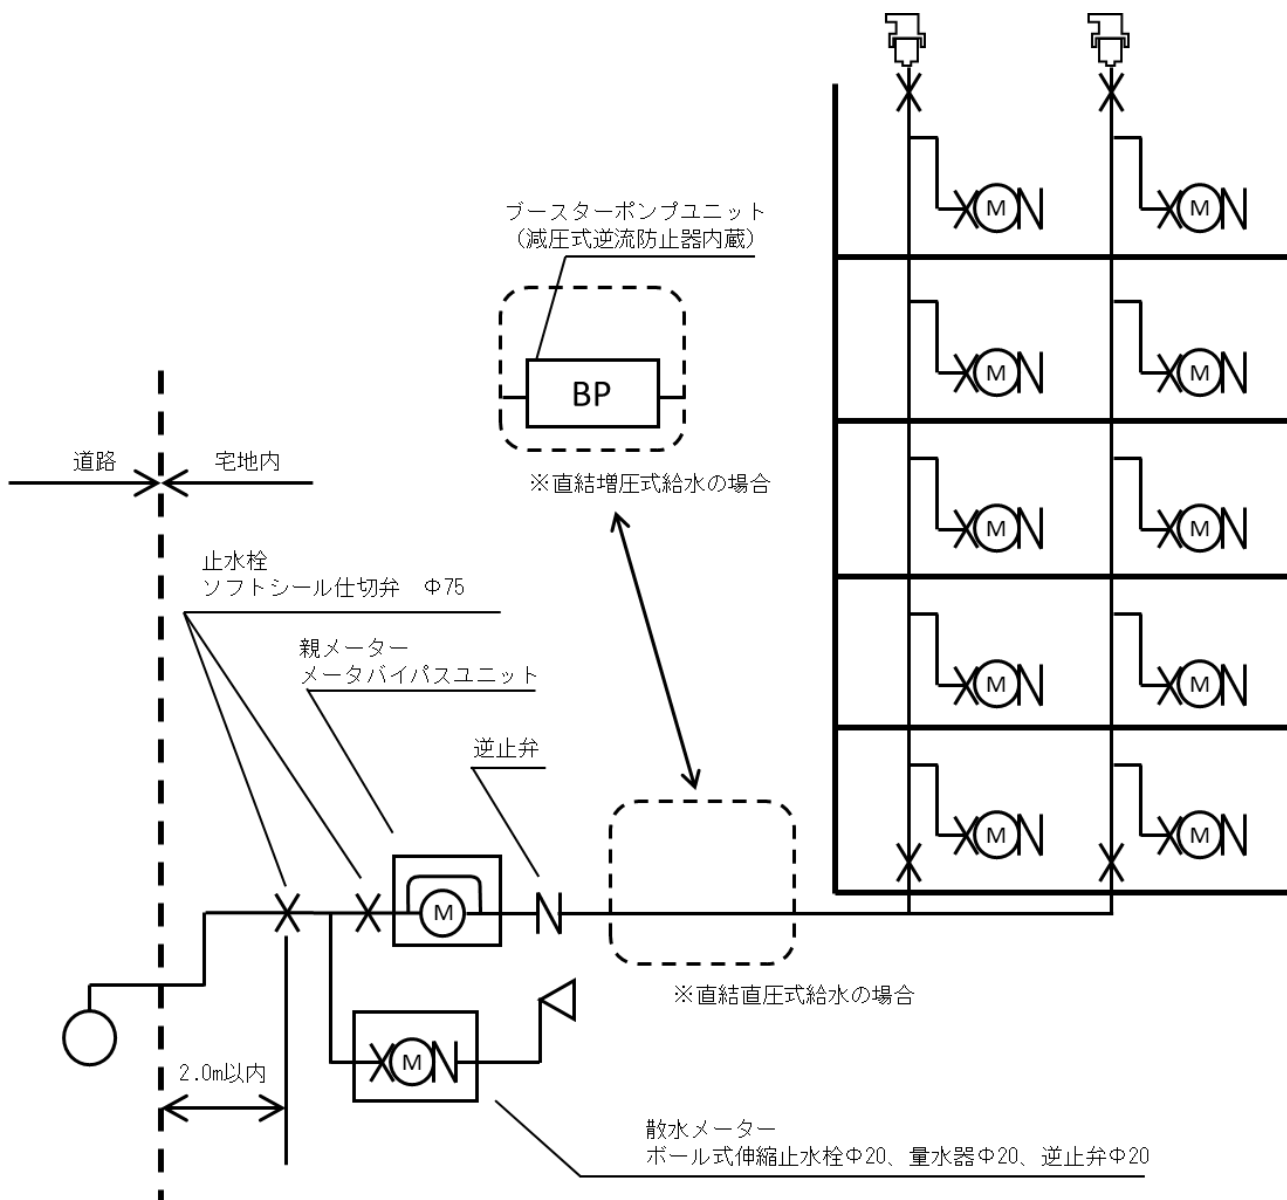 ブースターポンプユニット
（減圧式逆流防止器内蔵）
BP
※直結増圧式給水の場合
道路
宅地内
止水栓
ソフトシール仕切弁　Φ75
親メーター
メータバイパスユニット
逆止弁
M
M
M
M
M
M
M
M
M
M
M
※直結直圧式給水の場合
M
2.0m以内
散水メーター
ボール式伸縮止水栓Φ20、量水器Φ20、逆止弁Φ20